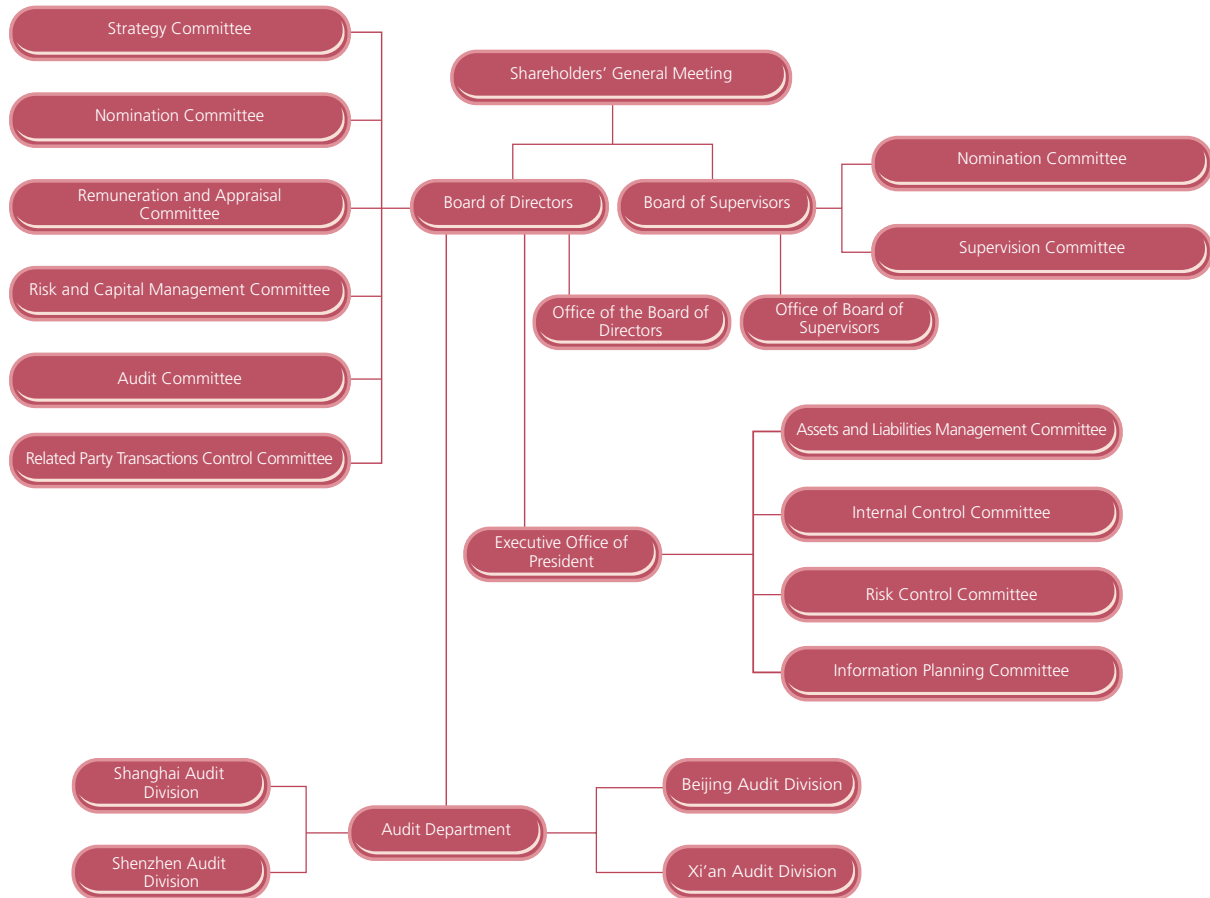 Strategy Committee
Shareholders’ General Meeting
Nomination Committee
Nomination Committee
Remuneration and Appraisal
Committee
Board of Directors
Board of Supervisors
Supervision Committee
Risk and Capital Management Committee
Office of the Board of
Directors
Office of Board of
Supervisors
Audit Committee
Assets and Liabilities Management Committee
Related Party Transactions Control Committee
Internal Control Committee
Executive Office of
President
Risk Control Committee
Information Planning Committee
Shanghai Audit
Division
Beijing Audit Division
Audit Department
Shenzhen Audit
Division
Xi’an Audit Division